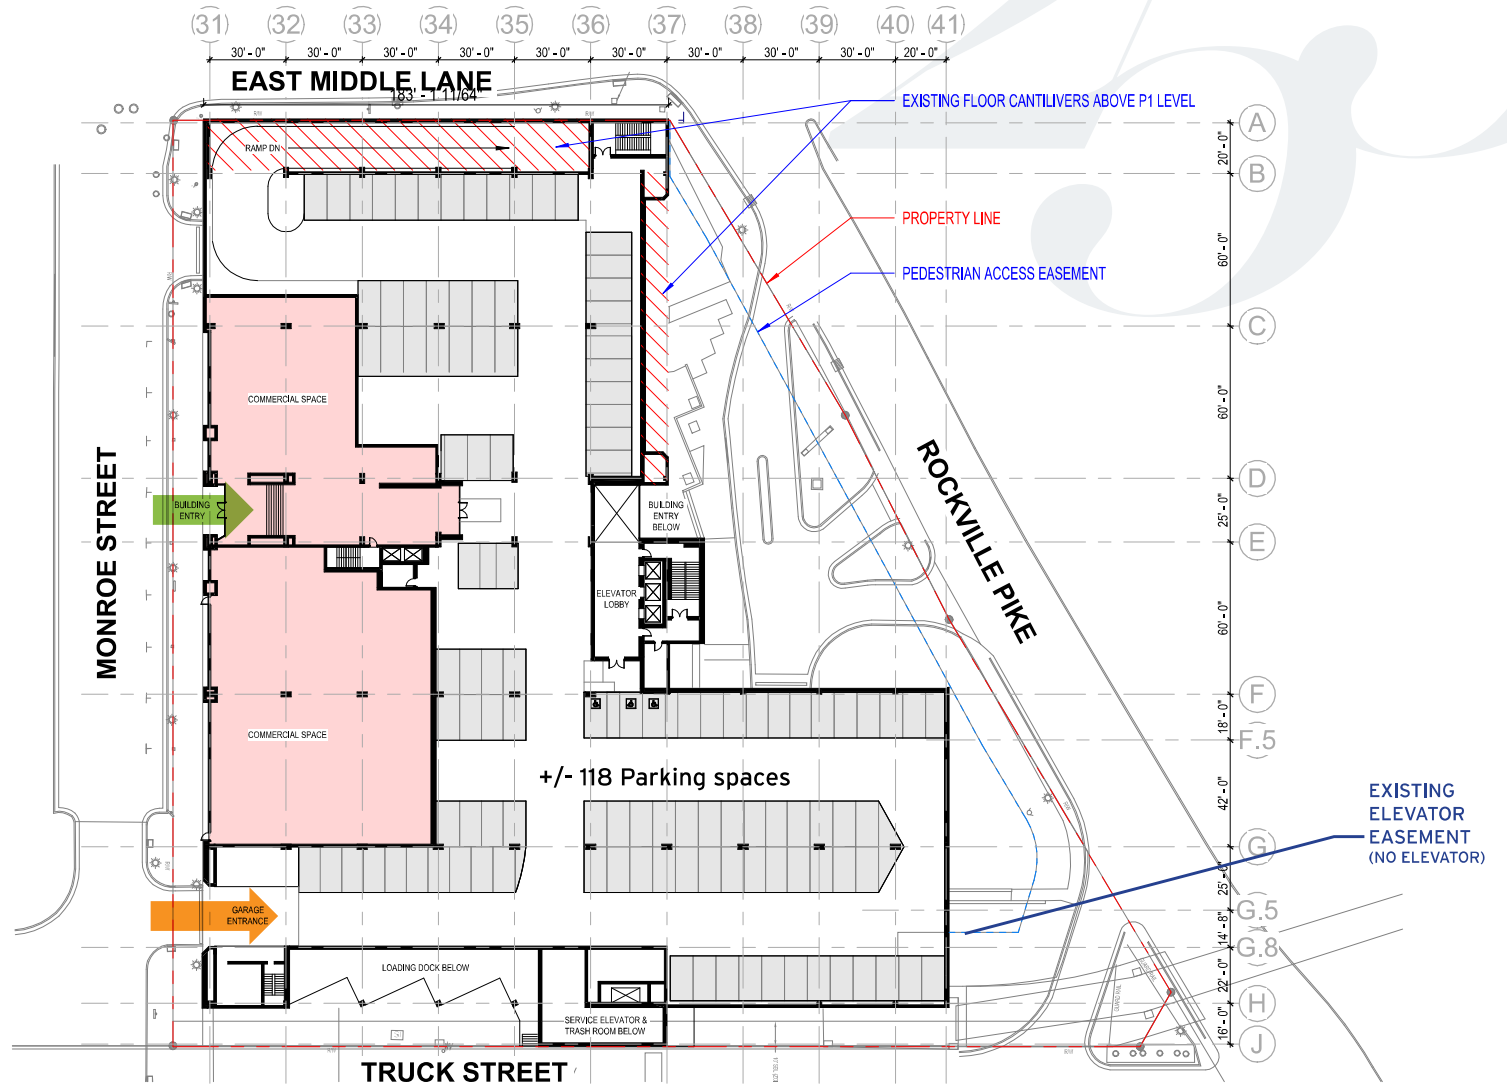 (31) (32) (33) (34) (35) (36) (37) (38) (39) (40) (41)
30' - 0" 30' - 0" 30' - 0" 30' - 0" 30' - 0" 30' - 0" 30' - 0" 30' - 0" 30' - 0" 20' - 0"
EAST MIDDLE LANE
183' - 1 11/64"
EXISTING FLOOR CANTILIVERS ABOVE P1 LEVEL
A
20' - 0"
RAMP DN
B
PROPERTY LINE
60' - 0"
PEDESTRIAN ACCESS EASEMENT
C
COMMERCIAL SPACE
60' - 0"
MONROE STREET
ROCKVILLE PIKE
D
BUILDING
ENTRY
BUILDING
ENTRY
BELOW
25' - 0"
E
ELEVATOR
LOBBY
60' - 0"
F
18' - 0"
COMMERCIAL SPACE
F.5
+/- 118 Parking spaces
42' - 0"
EXISTING
ELEVATOR
EASEMENT
(NO ELEVATOR)
G
GARAGE
ENTRANCE
G.5
14' - 8"
G.8
LOADING DOCK BELOW
22' - 0"
H
SERVICE ELEVATOR &
TRASH ROOM BELOW
16' - 0"
J
TRUCK STREET